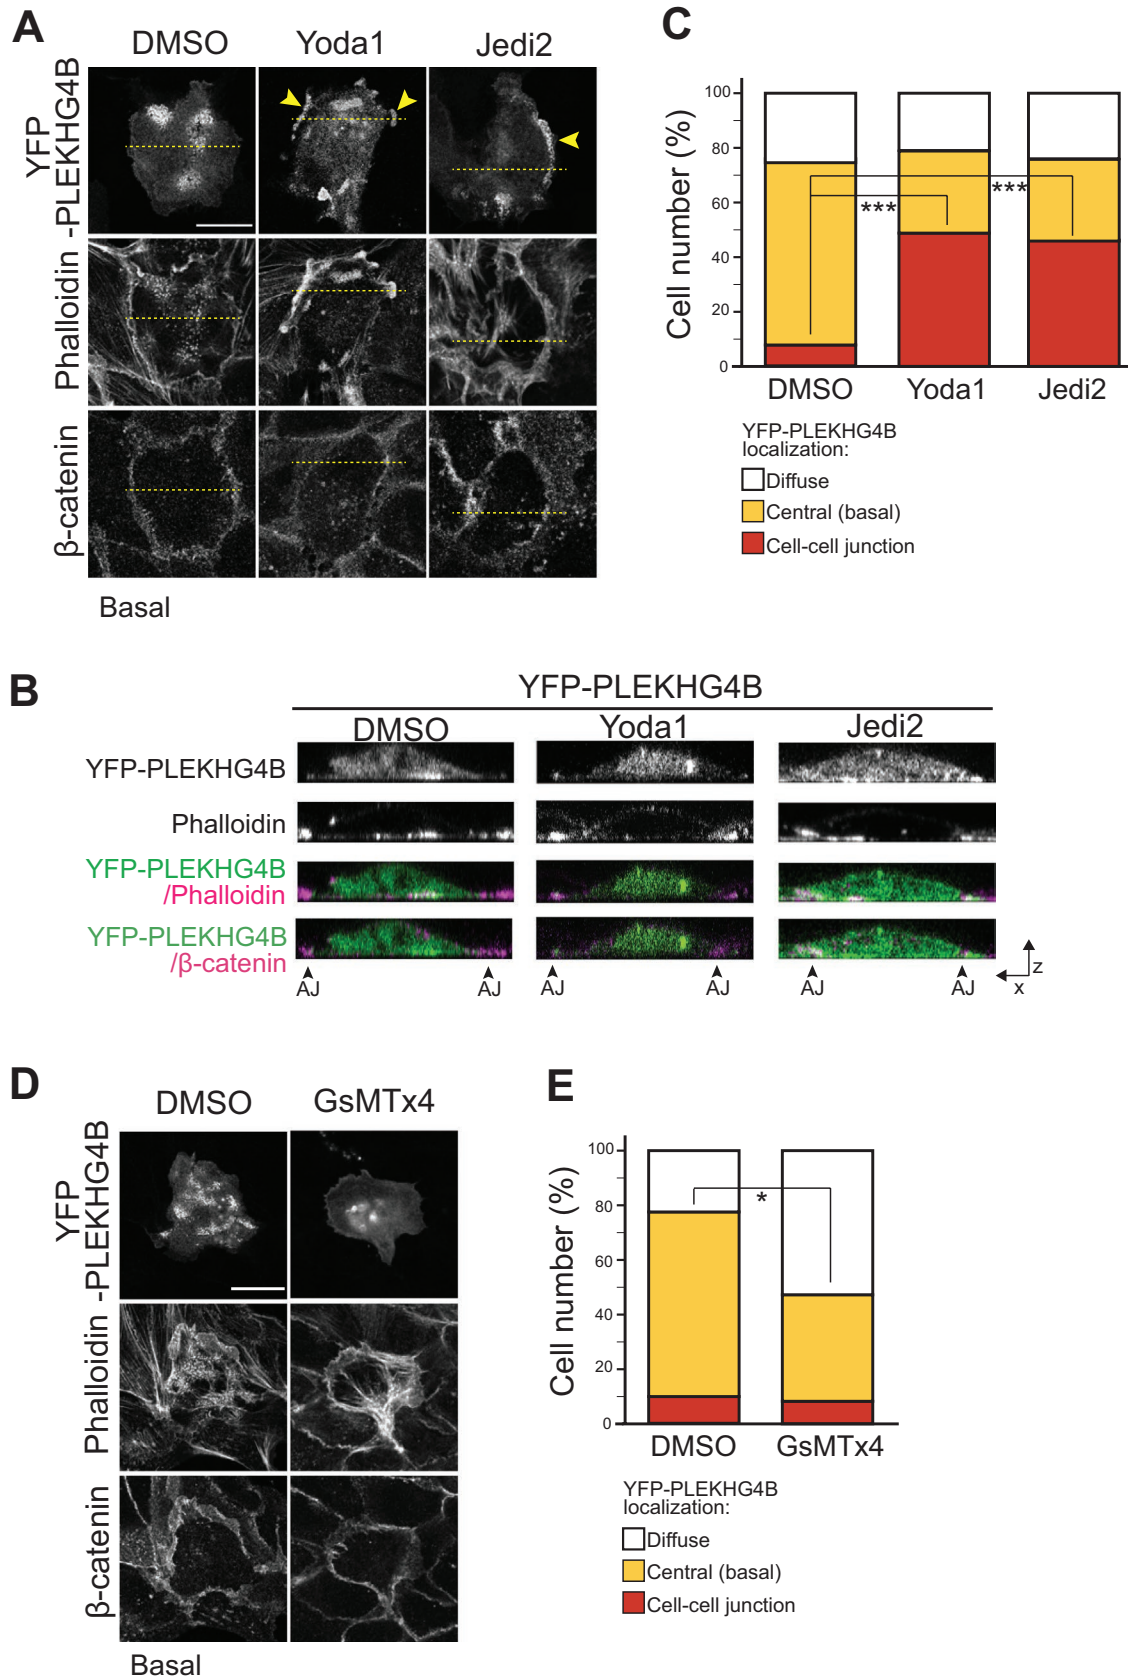 A
DMSO
Yoda1
Jedi2
YFP
-PLEKHG4B
Phalloidin
β-catenin
Basal
C
Cell number (%)
100
80
60
40
20
0
***
***
DMSO
Yoda1
Jedi2
YFP-PLEKHG4B
localization:
Diffuse
Central (basal)
Cell-cell junction
B
YFP-PLEKHG4B
DMSO
Yoda1
Jedi2
YFP-PLEKHG4B
Phalloidin
YFP-PLEKHG4B
/Phalloidin
YFP-PLEKHG4B
/β-catenin
AJ
AJ
AJ
AJ
AJ
AJ
z
x
D
DMSO
GsMTx4
YFP
-PLEKHG4B
Phalloidin
β-catenin
Basal
E
Cell number (%)
100
80
60
40
20
0
*
DMSO
GsMTx4
YFP-PLEKHG4B
localization:
Diffuse
Central (basal)
Cell-cell junction